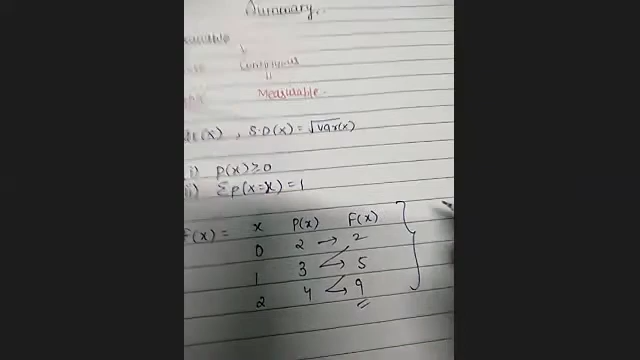 Summary..
Continuous
Measurable.
(x) , S.D(x) = √var(x)
i) P(x) ≥ 0
ii) Σp(x=x) = 1
F(x) = x P(x) F(x)
0 2 → 2
1 3 → 5
2 4 → 9